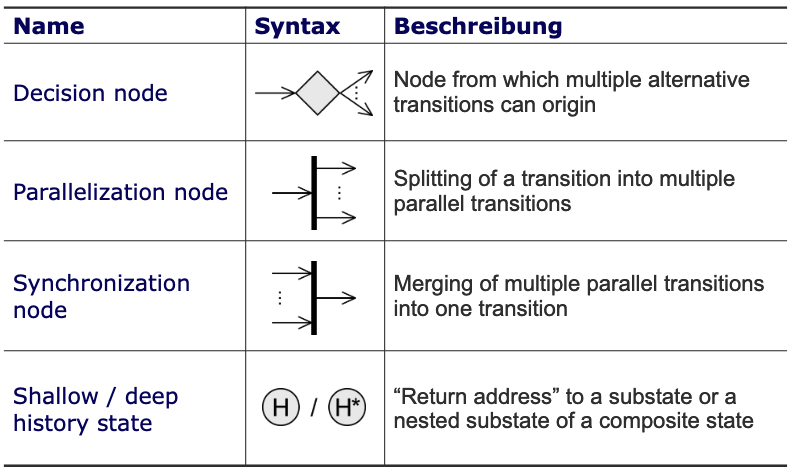 Name Syntax Beschreibung
Decision node
Node from which multiple alternative
transitions can origin
Parallelization node
Splitting of a transition into multiple
parallel transitions
Synchronization
node
Merging of multiple parallel transitions
into one transition
Shallow / deep
history state
H / H*
“Return address” to a substate or a
nested substate of a composite state